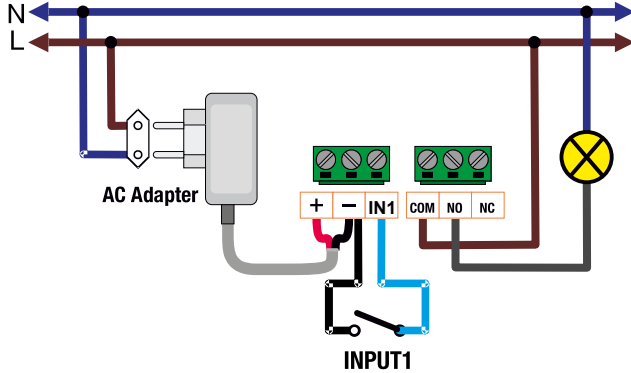 N
L
AC Adapter
+ − IN1 COM NO NC
INPUT1